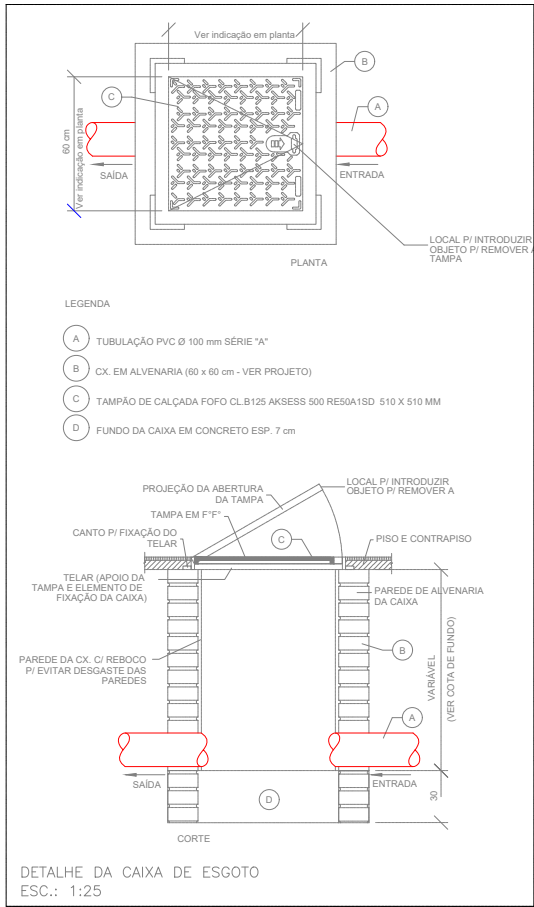 Ver indicação em planta
B
C
A
60 cm
Ver indicação em planta
SAÍDA
ENTRADA
LOCAL P/ INTRODUZIR
OBJETO P/ REMOVER A
TAMPA
PLANTA
LEGENDA
A TUBULAÇÃO PVC Ø 100 mm SÉRIE "A"
B CX. EM ALVENARIA (60 x 60 cm - VER PROJETO)
C TAMPÃO DE CALÇADA FOFO CL.B125 AKSESS 500 RE50A1SD 510 X 510 MM
D FUNDO DA CAIXA EM CONCRETO ESP. 7 cm
PROJEÇÃO DA ABERTURA
DA TAMPA
LOCAL P/ INTRODUZIR
OBJETO P/ REMOVER A
TAMPA EM F°F°
CANTO P/ FIXAÇÃO DO
TELAR
C
PISO E CONTRAPISO
TELAR (APOIO DA
TAMPA E ELEMENTO DE
FIXAÇÃO DA CAIXA)
PAREDE DE ALVENARIA
DA CAIXA
B
PAREDE DA CX. C/ REBOCO
P/ EVITAR DESGASTE DAS
PAREDES
VARIÁVEL
(VER COTA DE FUNDO)
A
SAÍDA
ENTRADA
D
30
CORTE
DETALHE DA CAIXA DE ESGOTO
ESC.: 1:25